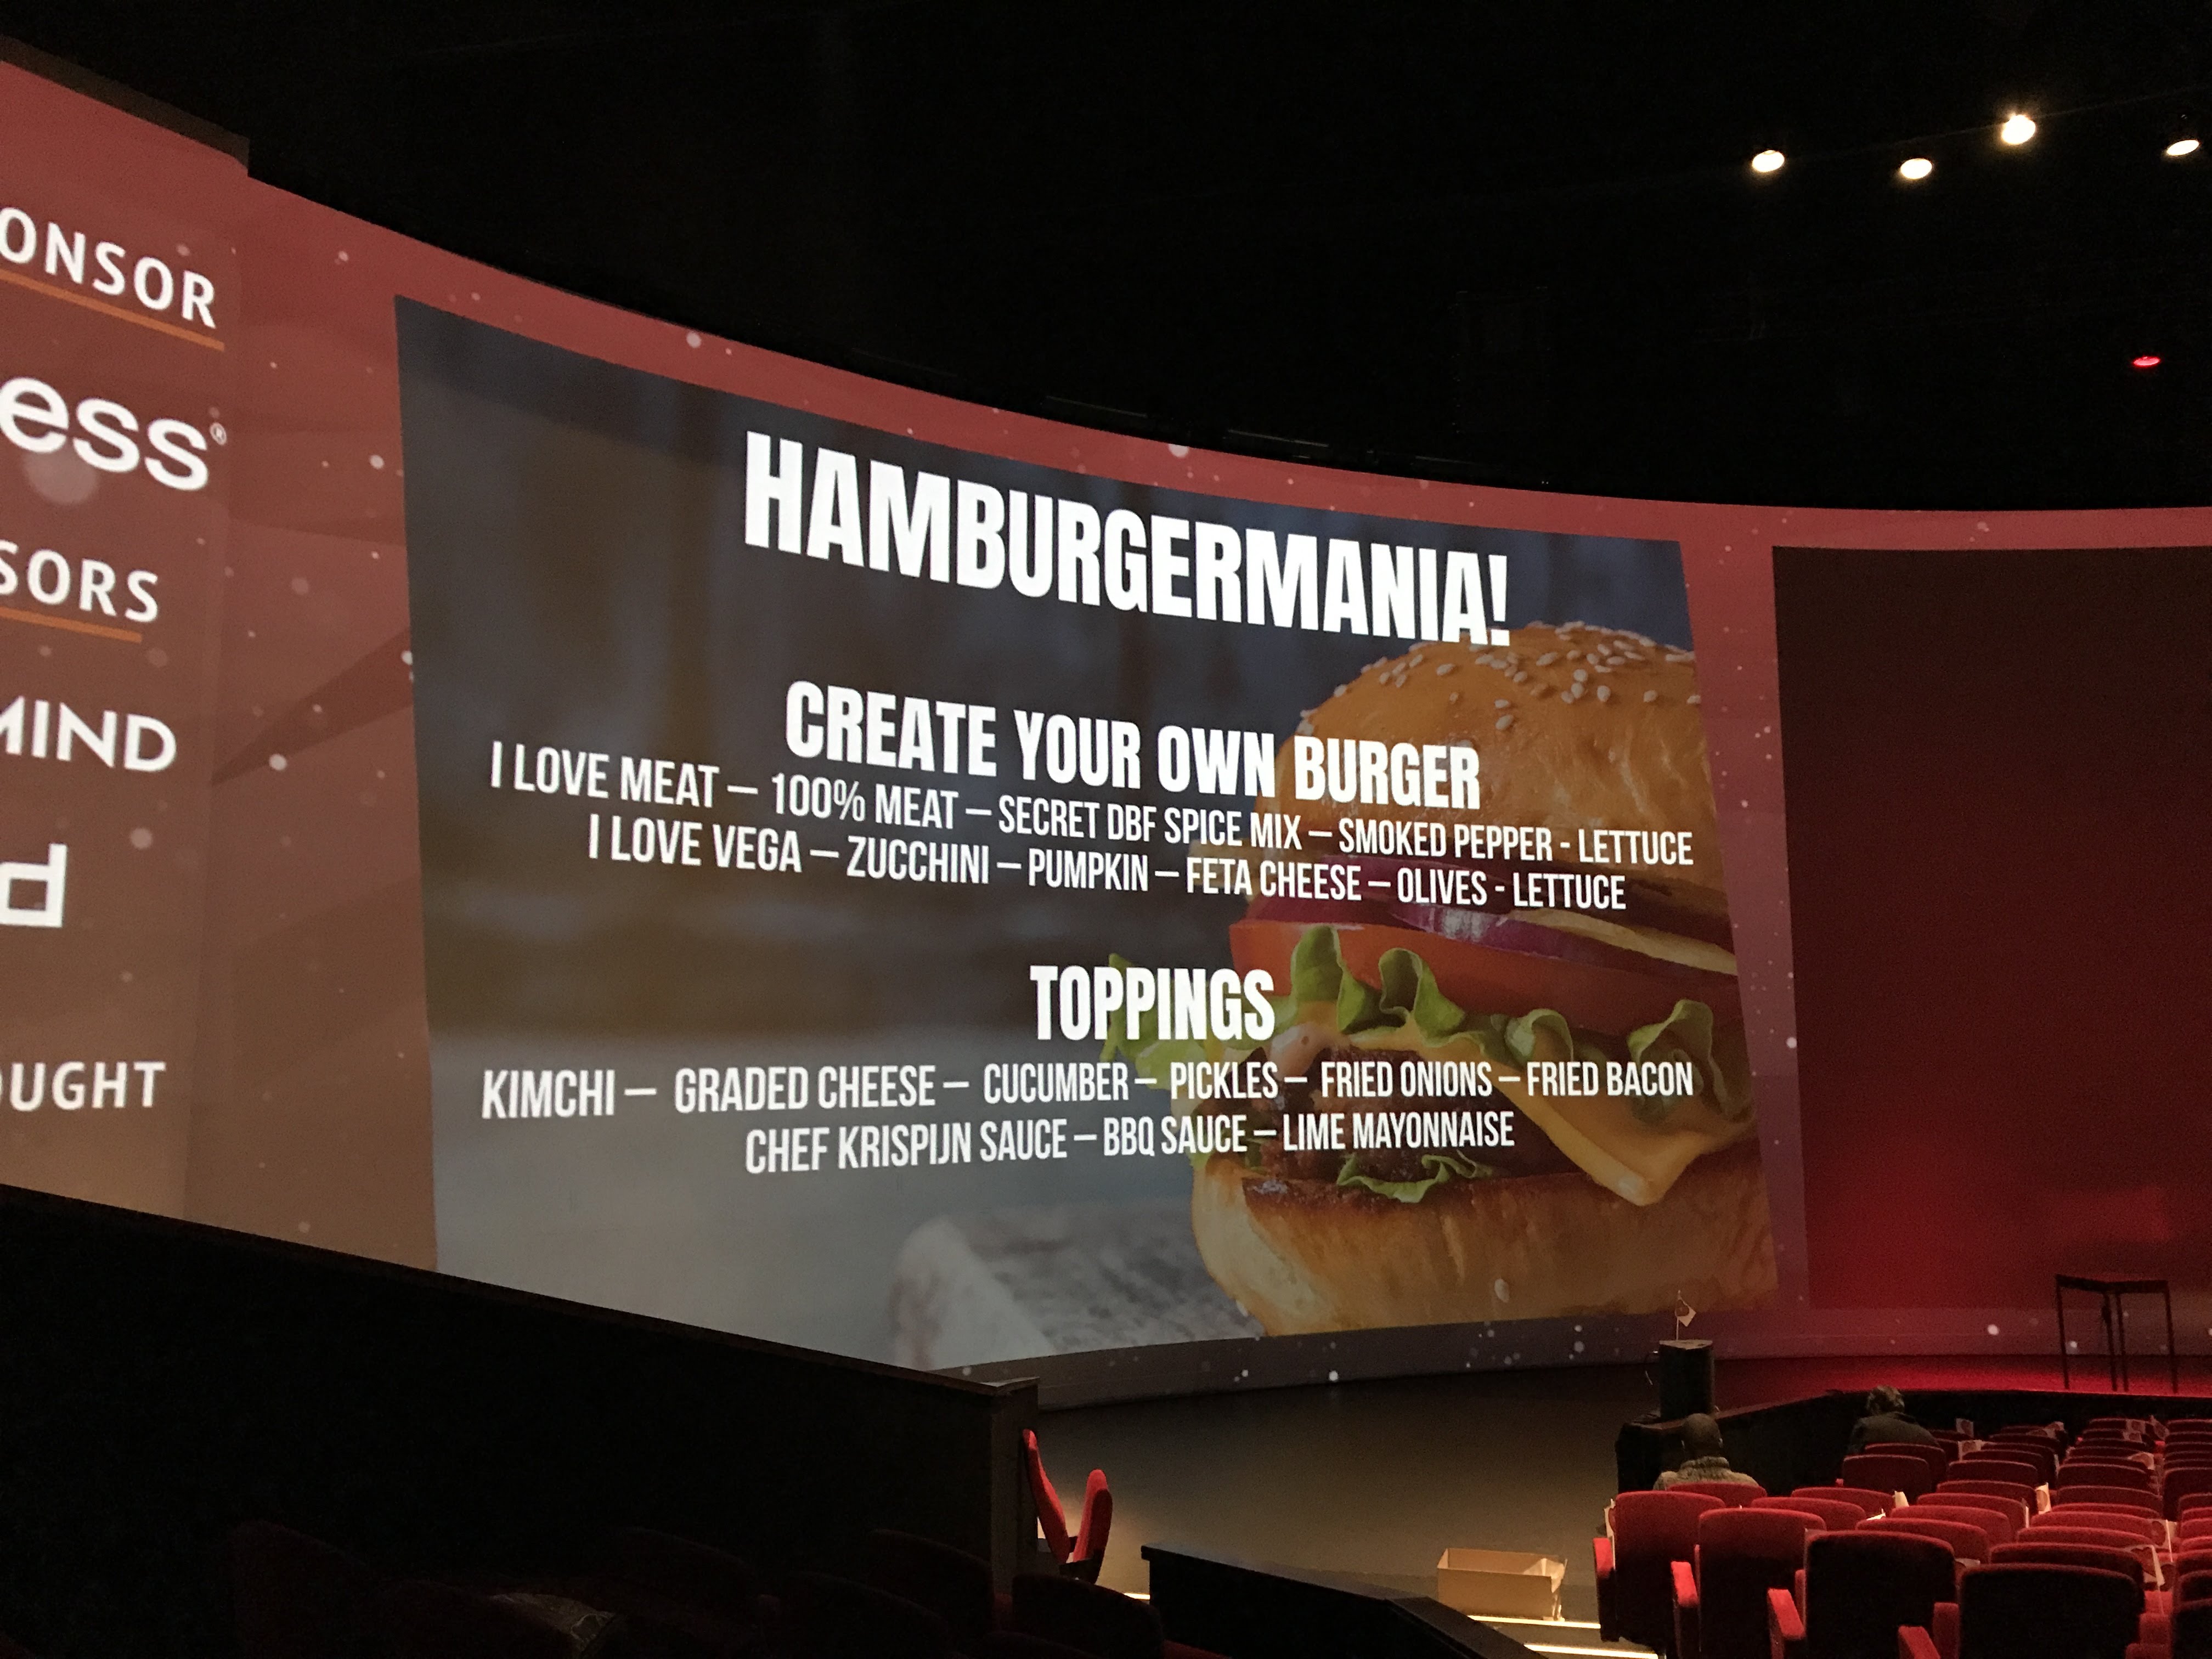 ONSOR
ess®
SORS
MIND
d
OUGHT
HAMBURGERMANIA!
CREATE YOUR OWN BURGER
I LOVE MEAT – 100% MEAT – SECRET DBF SPICE MIX – SMOKED PEPPER - LETTUCE
I LOVE VEGA – ZUCCHINI – PUMPKIN – FETA CHEESE – OLIVES - LETTUCE
TOPPINGS
KIMCHI – GRADED CHEESE – CUCUMBER – PICKLES – FRIED ONIONS – FRIED BACON
CHEF KRISPIJN SAUCE – BBQ SAUCE – LIME MAYONNAISE